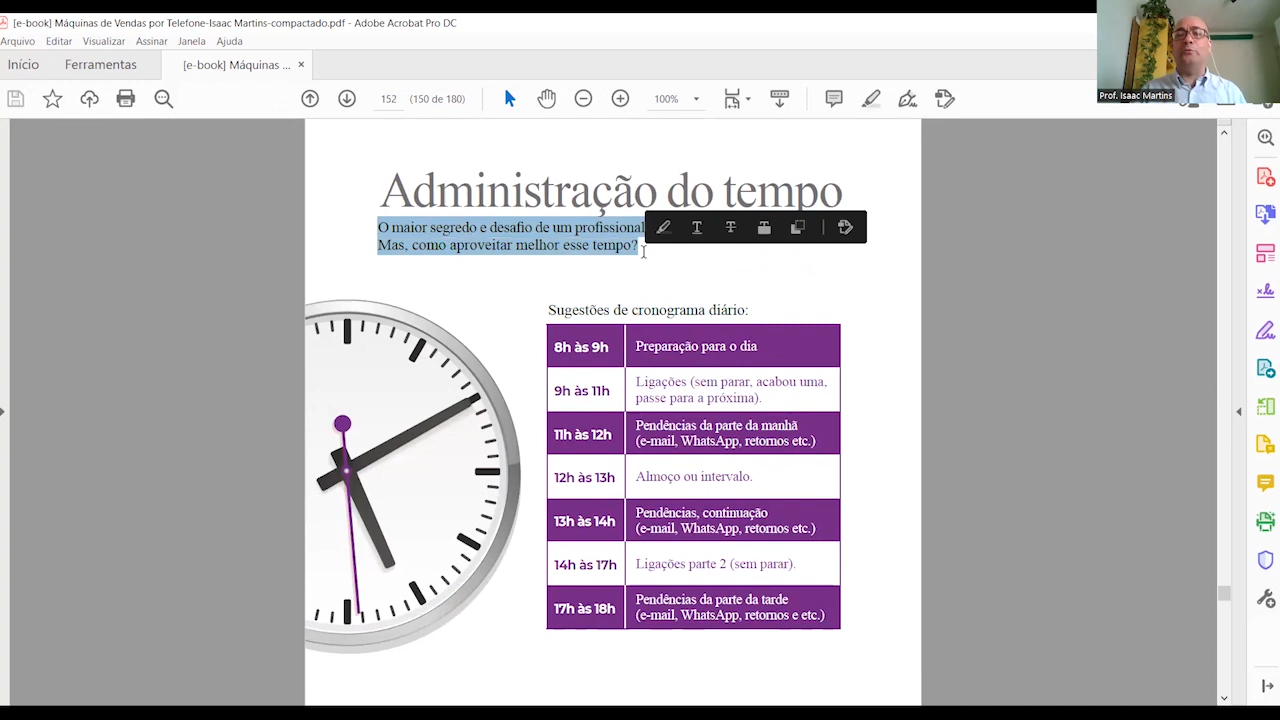 [e-book] Máquinas de Vendas por Telefone-Isaac Martins-compactado.pdf - Adobe Acrobat Pro DC
Arquivo Editar Visualizar Assinar Janela Ajuda
Início Ferramentas [e-book] Máquinas ... ×
152 180) 100%
Prof. Isaac Martins
Administração do tempo
O maior segredo e desafio de um profissional
Mas, como aproveitar melhor esse tempo?
Sugestões de cronograma diário:
8h às 9h Preparação para o dia
9h às 11h Ligações (sem parar, acabou uma,
passe para a próxima).
11h às 12h Pendências da parte da manhã
(e-mail, WhatsApp, retornos etc.)
12h às 13h Almoço ou intervalo.
13h às 14h Pendências, continuação
(e-mail, WhatsApp, retornos etc.)
14h às 17h Ligações parte 2 (sem parar).
17h às 18h Pendências da parte da tarde
(e-mail, WhatsApp, retornos e etc.)